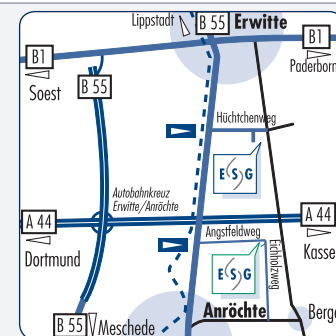 Lippstadt
B 55
Erwitte
B1
B1
Paderborn
Soest
B 55
Hüchtchenweg
ESG
Autobahnkreuz
Erwitte/Anröchte
A 44
A 44
Angstfeldweg
Kasse
Dortmund
Eichholzweg
ESG
Anröchte
Berge
B 55
Meschede